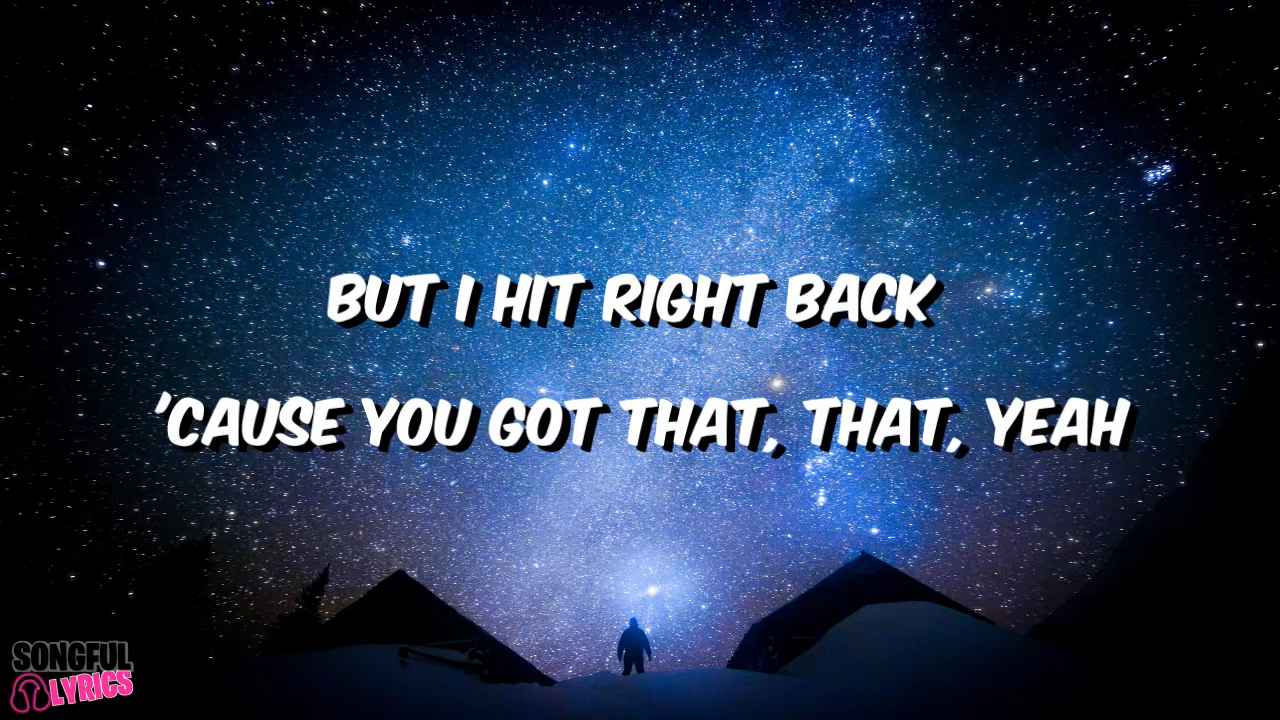 BUT I HIT RIGHT BACK
'CAUSE YOU GOT THAT, THAT, YEAH
SONGFUL
LYRICS